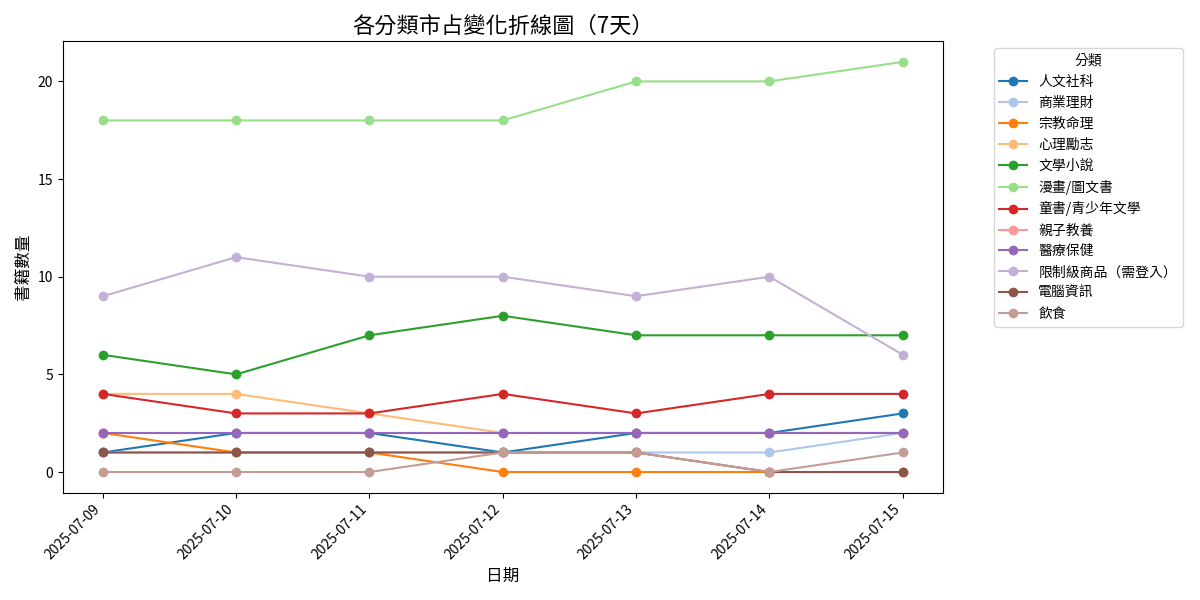 各分類市占變化折線圖（7天）
書籍數量
20
15
10
5
0
2025-07-09
2025-07-10
2025-07-11
2025-07-12
2025-07-13
2025-07-14
2025-07-15
日期
分類
人文社科
商業理財
宗教命理
心理勵志
文學小說
漫畫/圖文書
童書/青少年文學
親子教養
醫療保健
限制級商品（需登入）
電腦資訊
飲食